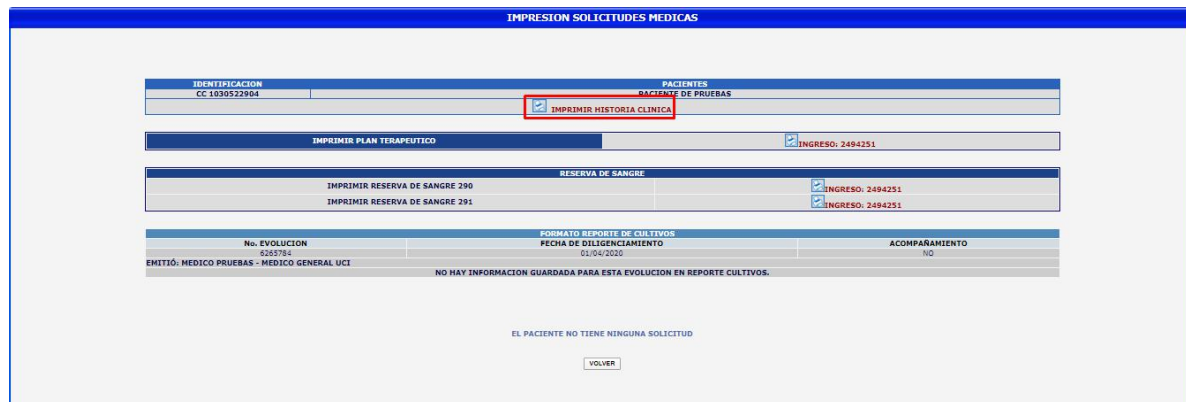 IMPRESION SOLICITUDES MEDICAS
IDENTIFICACION PACIENTES
CC 1030522904 PACIENTE DE PRUEBAS
IMPRIMIR HISTORIA CLINICA
IMPRIMIR PLAN TERAPEUTICO INGRESO: 2494251
RESERVA DE SANGRE
IMPRIMIR RESERVA DE SANGRE 290 INGRESO: 2494251
IMPRIMIR RESERVA DE SANGRE 291 INGRESO: 2494251
FORMATO REPORTE DE CULTIVOS
No. EVOLUCION FECHA DE DILIGENCIAMIENTO ACOMPAÑAMIENTO
6265784 01/04/2020 NO
EMITIÓ: MEDICO PRUEBAS - MEDICO GENERAL UCI
NO HAY INFORMACION GUARDADA PARA ESTA EVOLUCION EN REPORTE CULTIVOS.
EL PACIENTE NO TIENE NINGUNA SOLICITUD
VOLVER